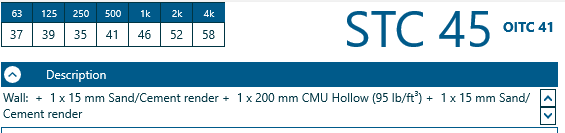 63 125 250 500 1k 2k 4k
37 39 35 41 46 52 58
STC 45 OITC 41
Description
Wall:  +  1 x 15 mm Sand/Cement render +  1 x 200 mm CMU Hollow (95 lb/ft³) +  1 x 15 mm Sand/
Cement render